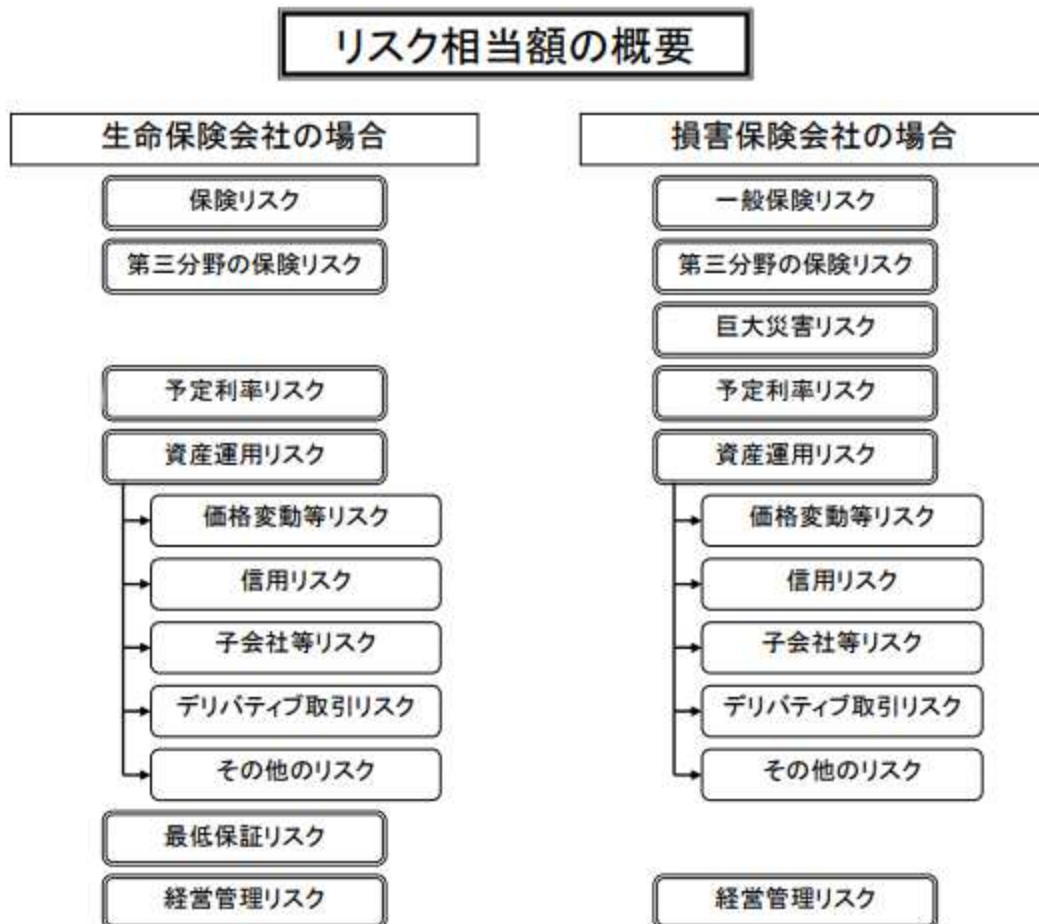 リスク相当額の概要
生命保険会社の場合
保険リスク
第三分野の保険リスク
予定利率リスク
資産運用リスク
価格変動等リスク
信用リスク
子会社等リスク
デリバティブ取引リスク
その他のリスク
最低保証リスク
経営管理リスク
損害保険会社の場合
一般保険リスク
第三分野の保険リスク
巨大災害リスク
予定利率リスク
資産運用リスク
価格変動等リスク
信用リスク
子会社等リスク
デリバティブ取引リスク
その他のリスク
経営管理リスク